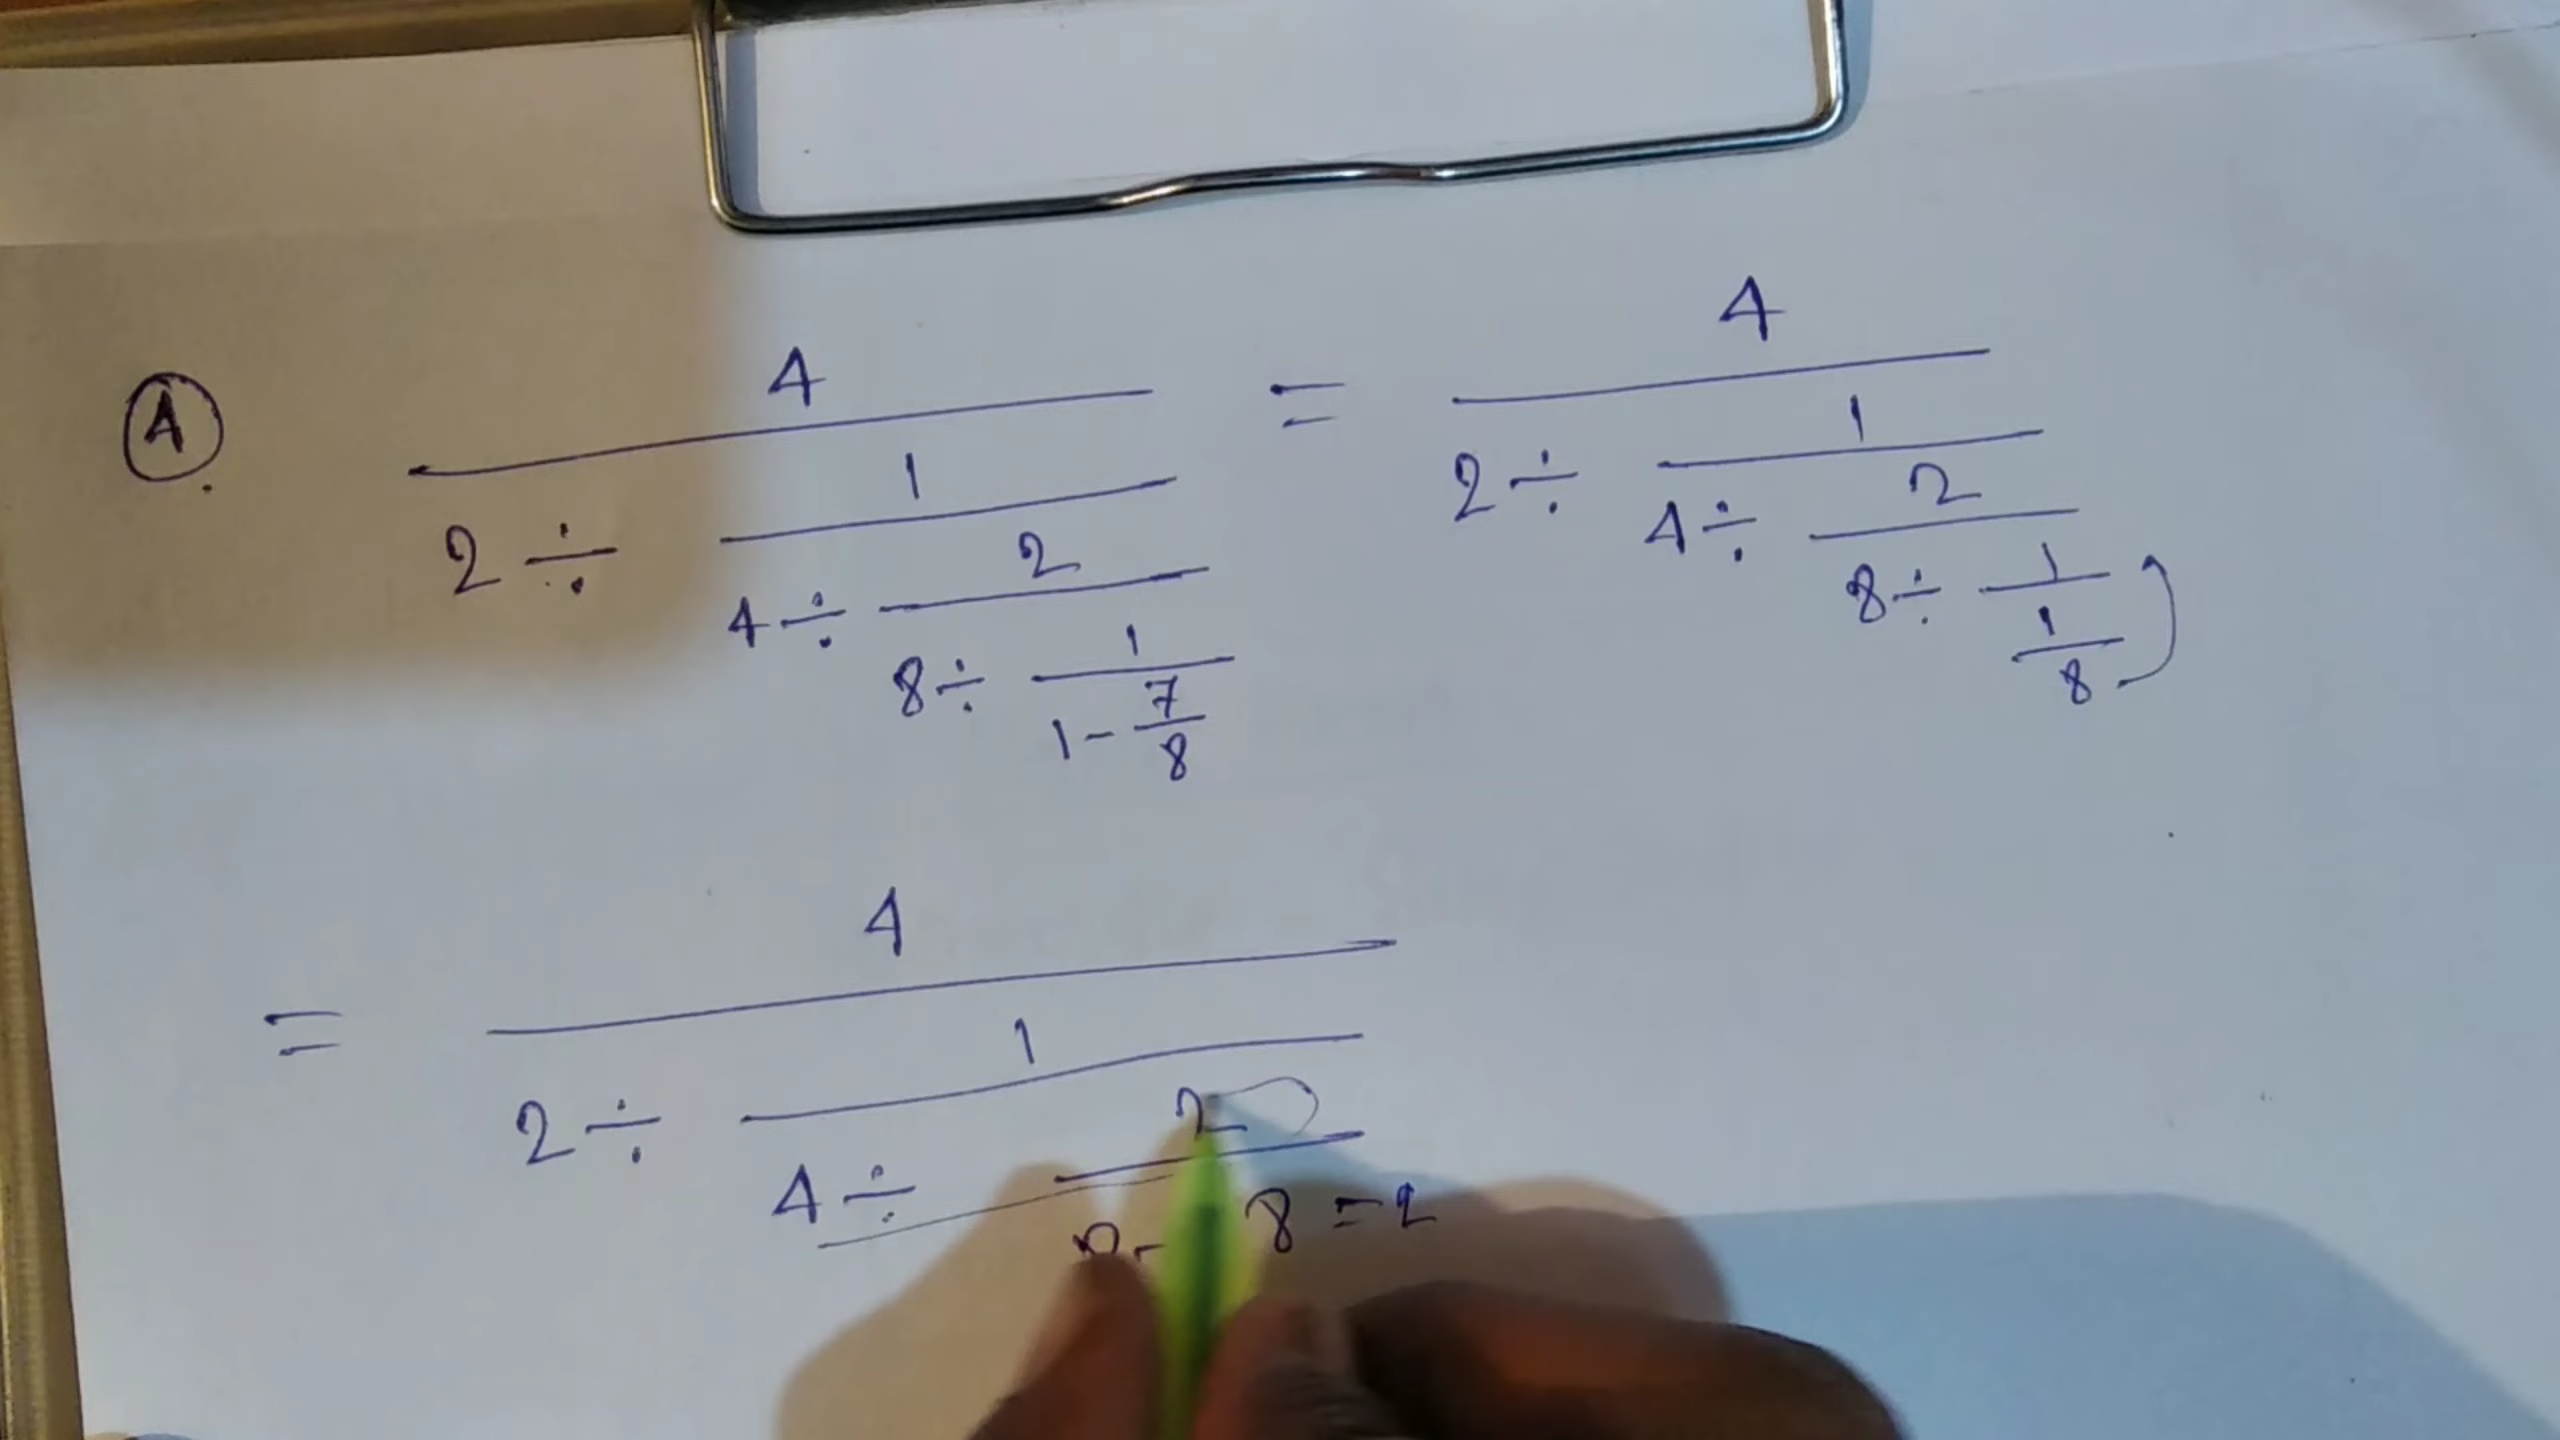 A 4 = 4
2 ÷ 1 2 ÷ 1
4 ÷ 2 4 ÷ 2
8 ÷ 1 8 ÷ 1
1 - 7/8 1/8
= 4
2 ÷ 1
4 ÷ 2
8 = 1